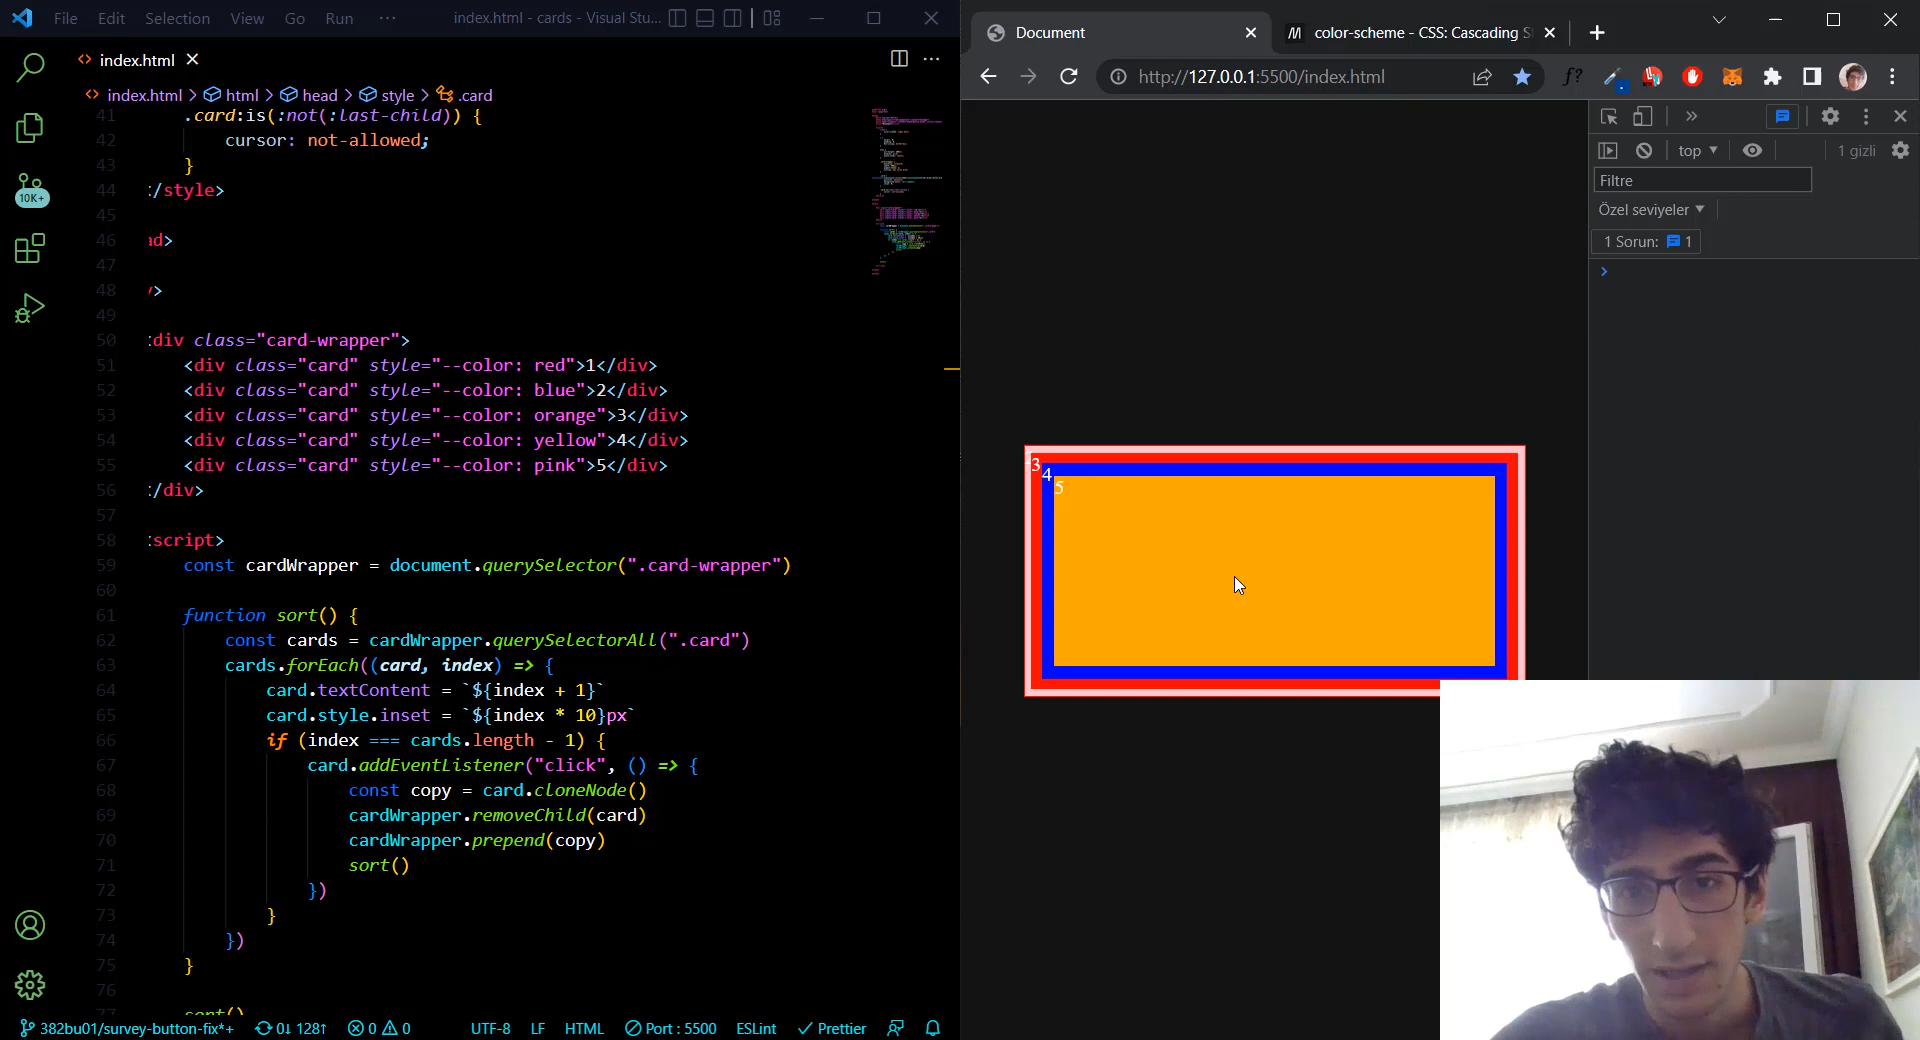 File Edit Selection View Go Run ··· index.html - cards - Visual Stu...
index.html
index.html > html > head > style > .card
41 .card:is(:not(:last-child)) {
42 cursor: not-allowed;
43 }
44 :/style>
45
46 ad>
47
48 />
49
50 :div class="card-wrapper">
51 <div class="card" style="--color: red">1</div>
52 <div class="card" style="--color: blue">2</div>
53 <div class="card" style="--color: orange">3</div>
54 <div class="card" style="--color: yellow">4</div>
55 <div class="card" style="--color: pink">5</div>
56 :/div>
57
58 :script>
59 const cardWrapper = document.querySelector(".card-wrapper")
60
61 function sort() {
62 const cards = cardWrapper.querySelectorAll(".card")
63 cards.forEach((card, index) => {
64 card.textContent = `${index + 1}`
65 card.style.inset = `${index * 10}px`
66 if (index === cards.length - 1) {
67 card.addEventListener("click", () => {
68 const copy = card.cloneNode()
69 cardWrapper.removeChild(card)
70 cardWrapper.prepend(copy)
71 sort()
72 })
73 }
74 })
75 }
76
77 sort()
10K+
382bu01/survey-button-fix*+ 0↓ 128↑ 0 0 UTF-8 LF HTML Port : 5500 ESLint Prettier
Document
color-scheme - CSS: Cascading S
http://127.0.0.1:5500/index.html
f?
top
1 gizli
Filtre
Özel seviyeler
1 Sorun: 1
3
4
5